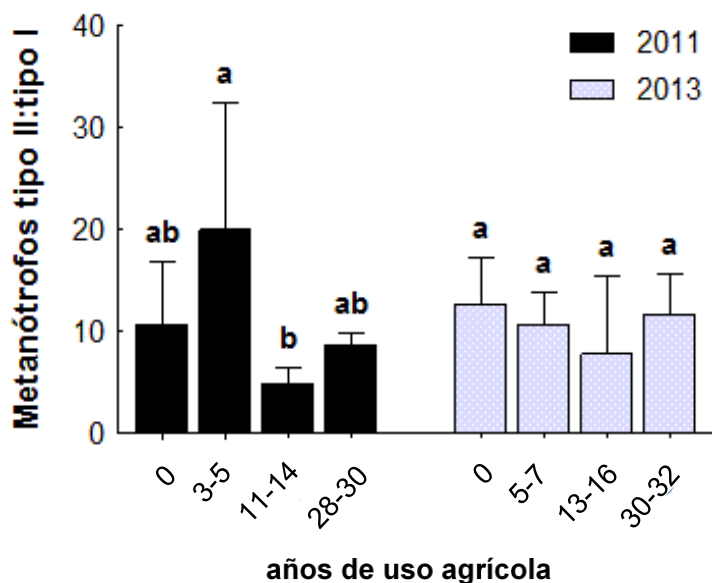 Metanótrofos tipo II:tipo I
40
30
20
10
0
2011
2013
ab
a
b
ab
a
a
a
a
0
3-5
11-14
28-30
0
5-7
13-16
30-32
años de uso agrícola